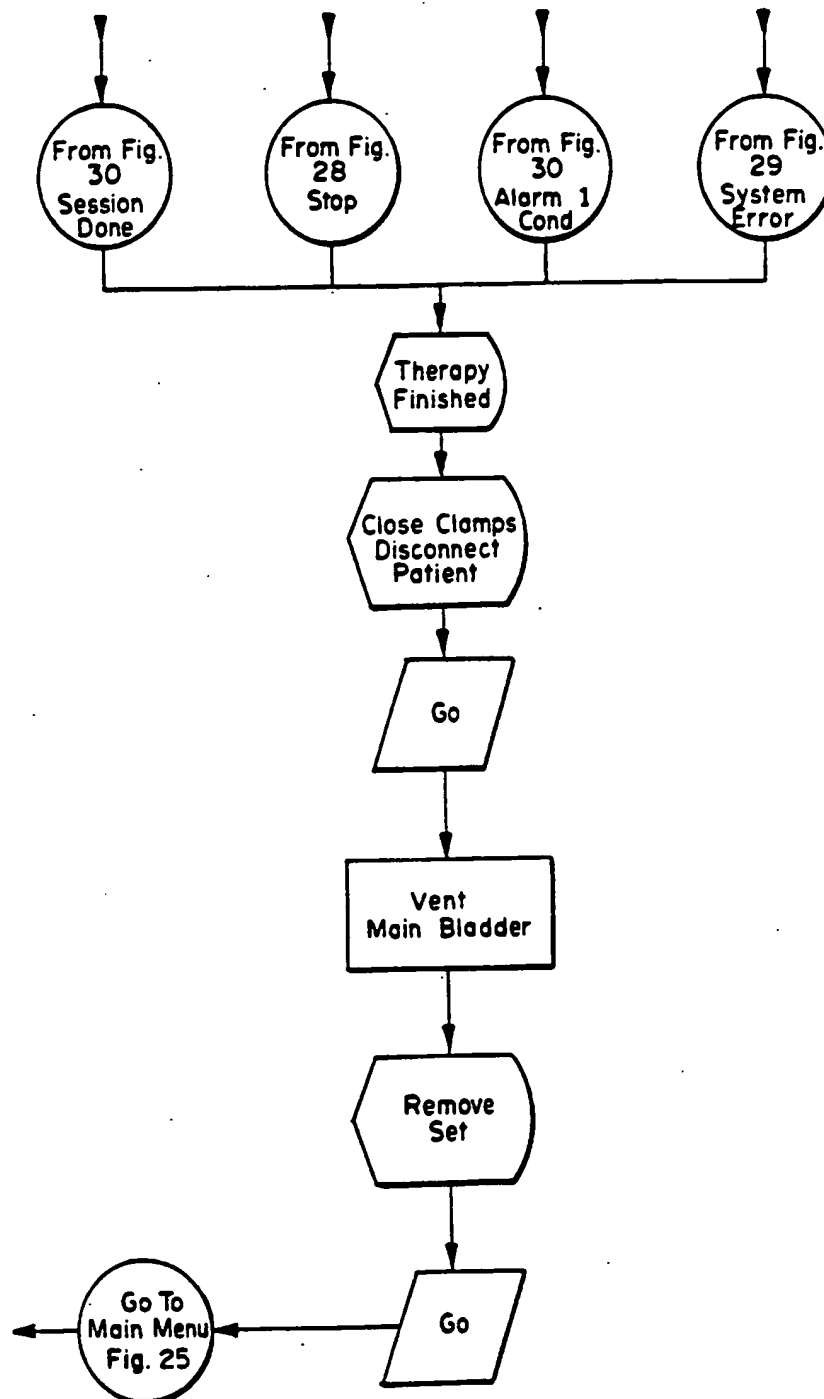 From Fig.
30
Session
Done
From Fig.
28
Stop
From Fig.
30
Alarm 1
Cond
From Fig.
29
System
Error
Therapy
Finished
Close Clamps
Disconnect
Patient
Go
Vent
Main Bladder
Remove
Set
Go
Go To
Main Menu
Fig. 25